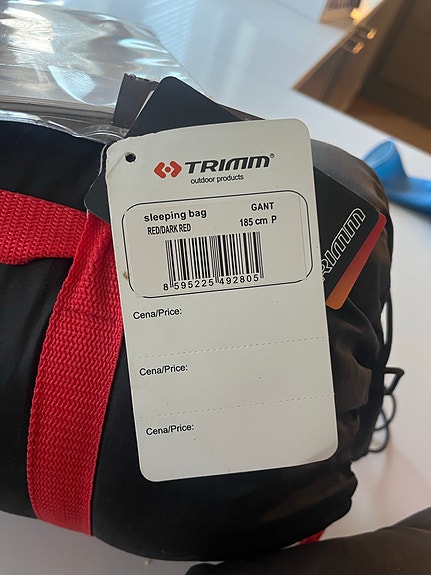 TRIMM®
outdoor products
sleeping bag GANT
RED/DARK RED 185 cm P
8 595225 492805
Cena/Price:
Cena/Price:
Cena/Price:
TRIMM